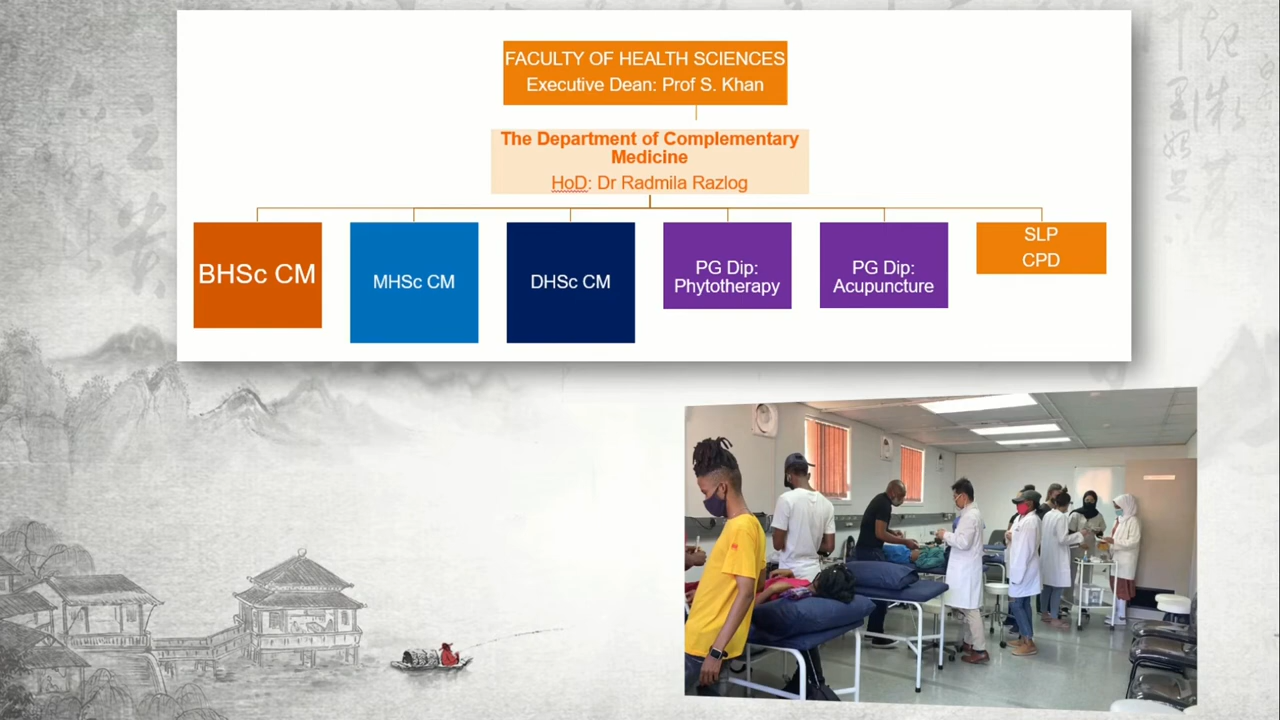 FACULTY OF HEALTH SCIENCES
Executive Dean: Prof S. Khan
The Department of Complementary
Medicine
HoD: Dr Radmila Razlog
BHSc CM
MHSc CM
DHSc CM
PG Dip:
Phytotherapy
PG Dip:
Acupuncture
SLP
CPD